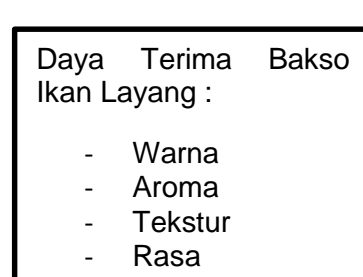 Daya Terima Bakso
Ikan Layang :
- Warna
- Aroma
- Tekstur
- Rasa